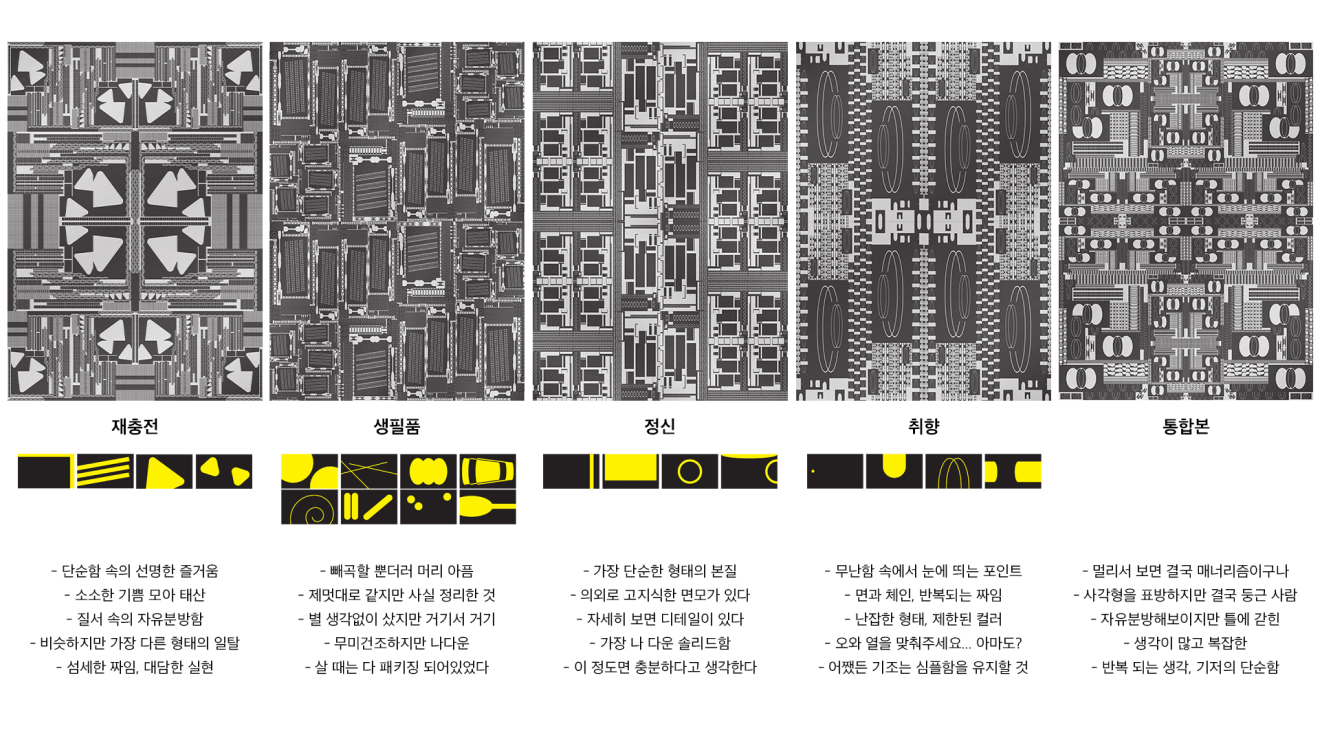 재충전
- 단순함 속의 선명한 즐거움
- 소소한 기쁨 모아 태산
- 질서 속의 자유분방함
- 비슷하지만 가장 다른 형태의 일탈
- 섬세한 짜임, 대담한 실현
생필품
- 빼곡할 뿐더러 머리 아픔
- 제멋대로 같지만 사실 정리한 것
- 별 생각없이 샀지만 거기서 거기
- 무미건조하지만 나다운
- 살 때는 다 패키징 되어있었다
정신
- 가장 단순한 형태의 본질
- 의외로 고지식한 면모가 있다
- 자세히 보면 디테일이 있다
- 가장 나 다운 솔리드함
- 이 정도면 충분하다고 생각한다
취향
- 무난함 속에서 눈에 띄는 포인트
- 면과 체인, 반복되는 짜임
- 난잡한 형태, 제한된 컬러
- 오와 열을 맞춰주세요... 아마도?
- 어쨌든 기조는 심플함을 유지할 것
통합본
- 멀리서 보면 결국 매너리즘이구나
- 사각형을 표방하지만 결국 둥근 사람
- 자유분방해보이지만 틀에 갇힌
- 생각이 많고 복잡한
- 반복 되는 생각, 기저의 단순함